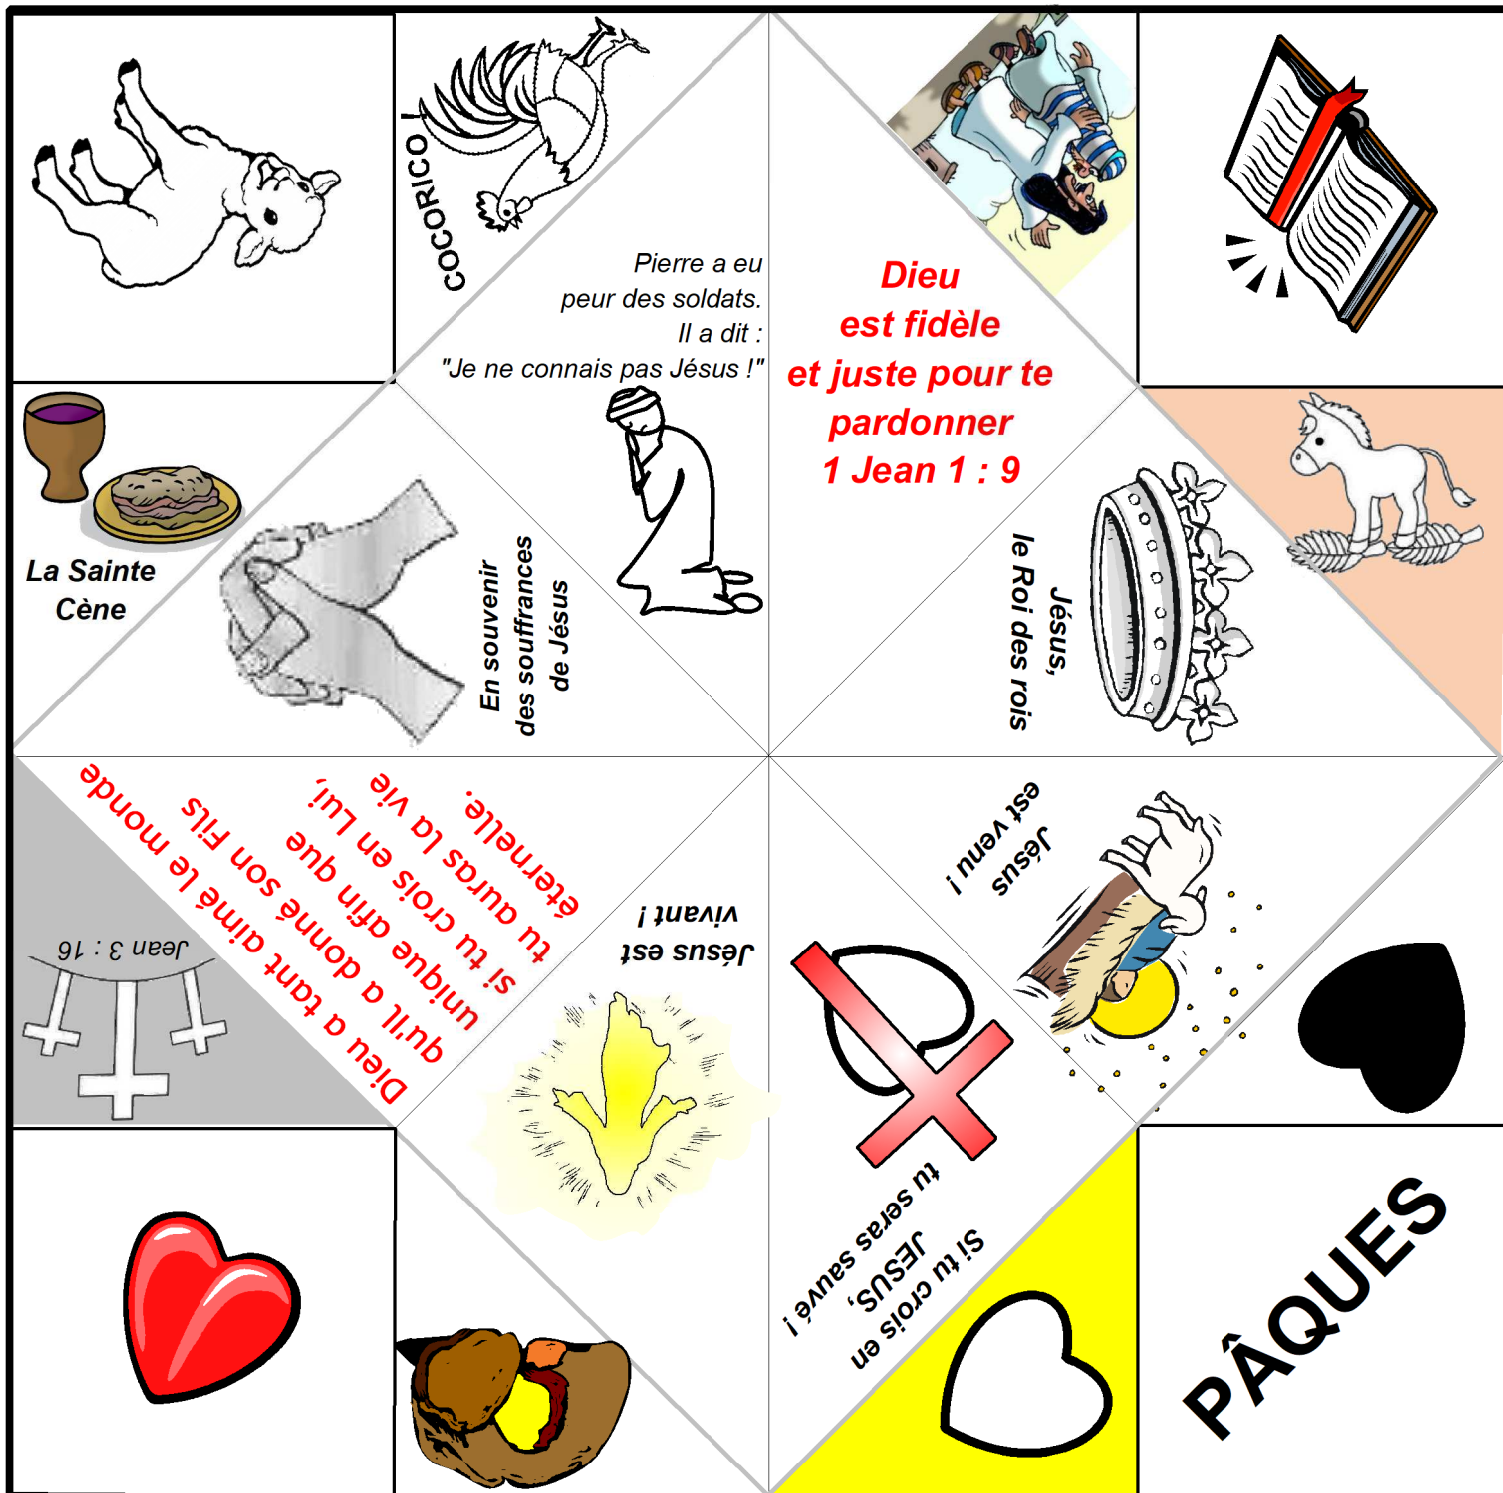 COCORICO !
Pierre a eu
peur des soldats.
Il a dit :
"Je ne connais pas Jésus !"
Dieu
est fidèle
et juste pour te
pardonner
1 Jean 1 : 9
La Sainte
Cène
En souvenir
des souffrances
de Jésus
Jésus,
le Roi des rois
Dieu a tant aimé le monde
qu'il a donné son Fils
unique afin que
si tu crois en Lui,
tu auras la vie
éternelle.
Jean 3 : 16
Jésus est
vivant !
Jésus
est venu !
Si tu crois en
JESUS,
tu seras sauvé !
PÂQUES